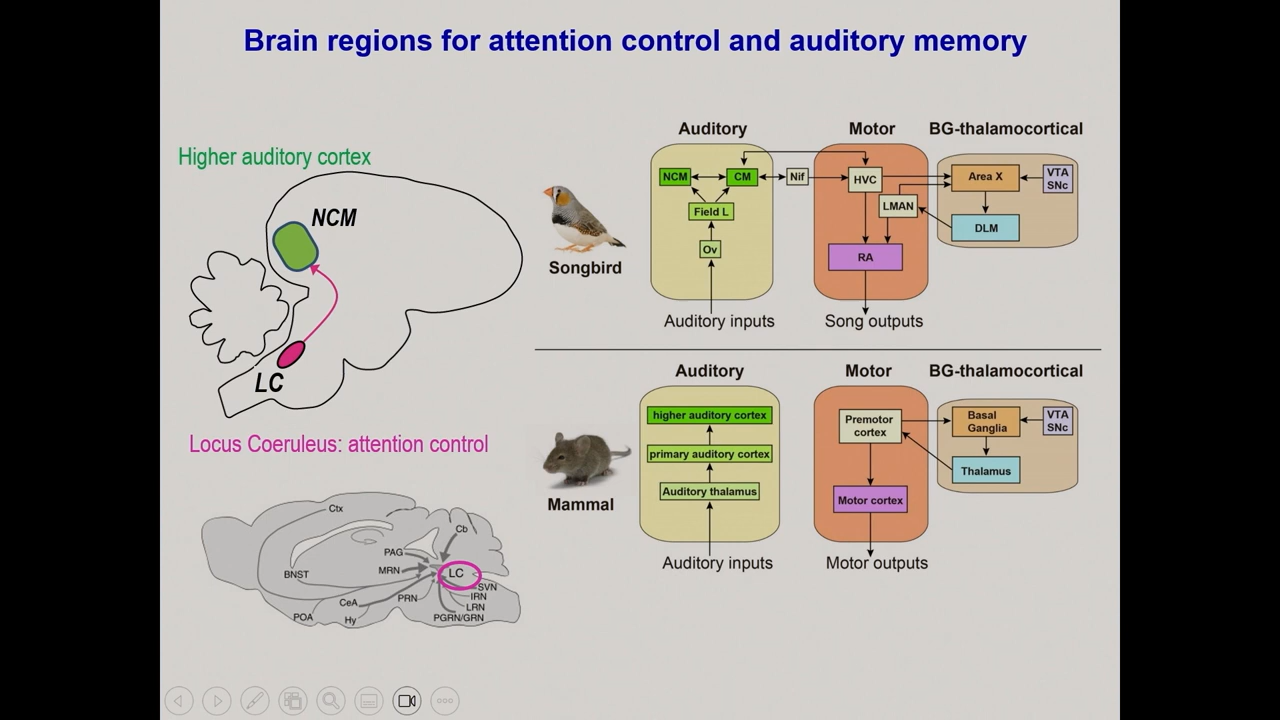 Brain regions for attention control and auditory memory
Higher auditory cortex
NCM
LC
Locus Coeruleus: attention control
Ctx
Cb
PAG
MRN
LC
BNST
SVN
IRN
CeA
PRN
LRN
POA
Hy
PGRN/GRN
Songbird
Auditory
Motor
BG-thalamocortical
NCM
CM
Nif
HVC
Area X
VTA
SNc
Field L
LMAN
DLM
Ov
RA
Auditory inputs
Song outputs
Mammal
Auditory
Motor
BG-thalamocortical
higher auditory cortex
primary auditory cortex
Auditory thalamus
Premotor
cortex
Basal
Ganglia
VTA
SNc
Thalamus
Motor cortex
Auditory inputs
Motor outputs